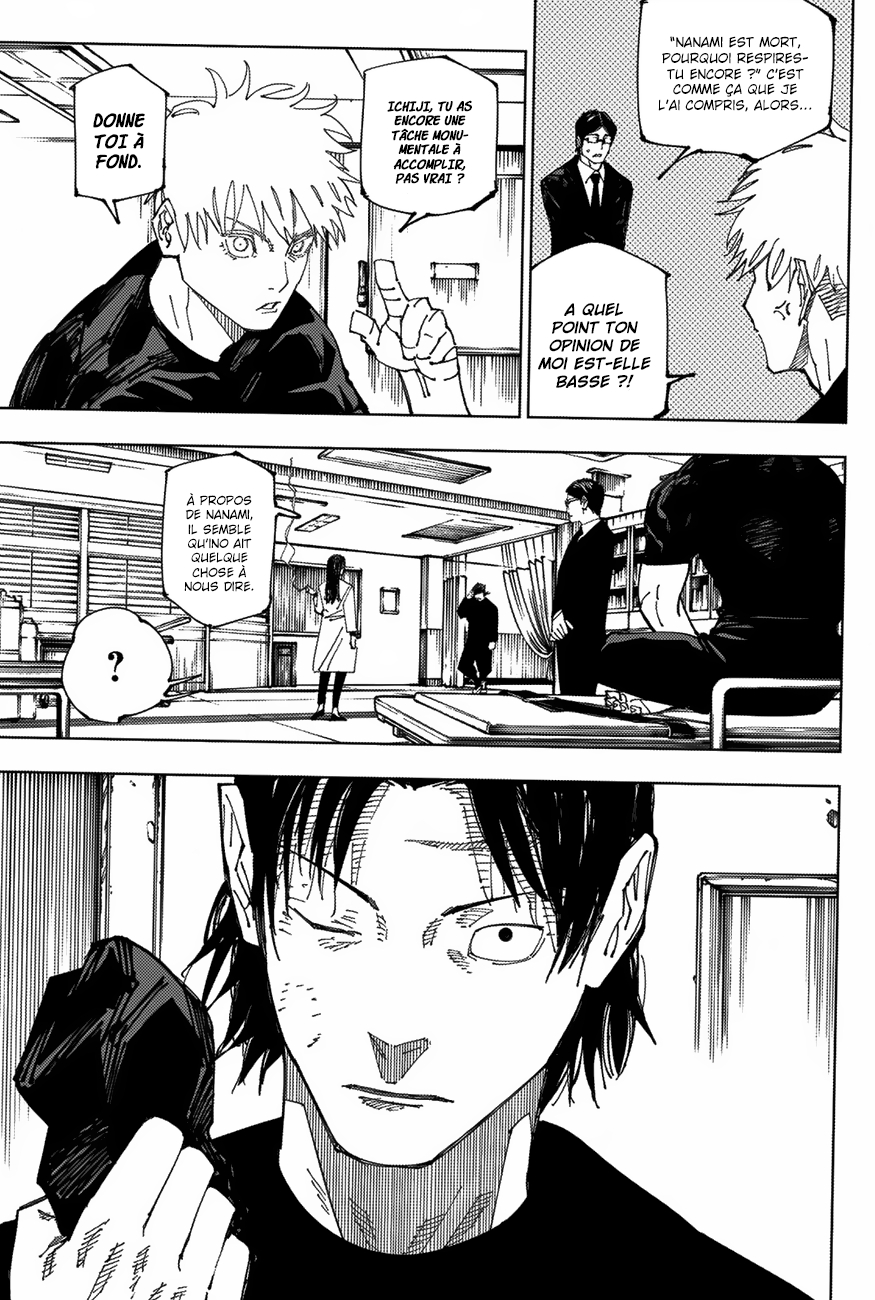 "NANAMI EST MORT,
POURQUOI RESPIRES-
TU ENCORE ?" C'EST
COMME ÇA QUE JE
L'AI COMPRIS, ALORS...
A QUEL
POINT TON
OPINION DE
MOI EST-ELLE
BASSE ?!
ICHIJI, TU AS
ENCORE UNE
TÂCHE MONU-
MENTALE À
ACCOMPLIR,
PAS VRAI ?
DONNE
TOI À
FOND.
À PROPOS
DE NANAMI,
IL SEMBLE
QU'INO AIT
QUELQUE
CHOSE À
NOUS DIRE.
?